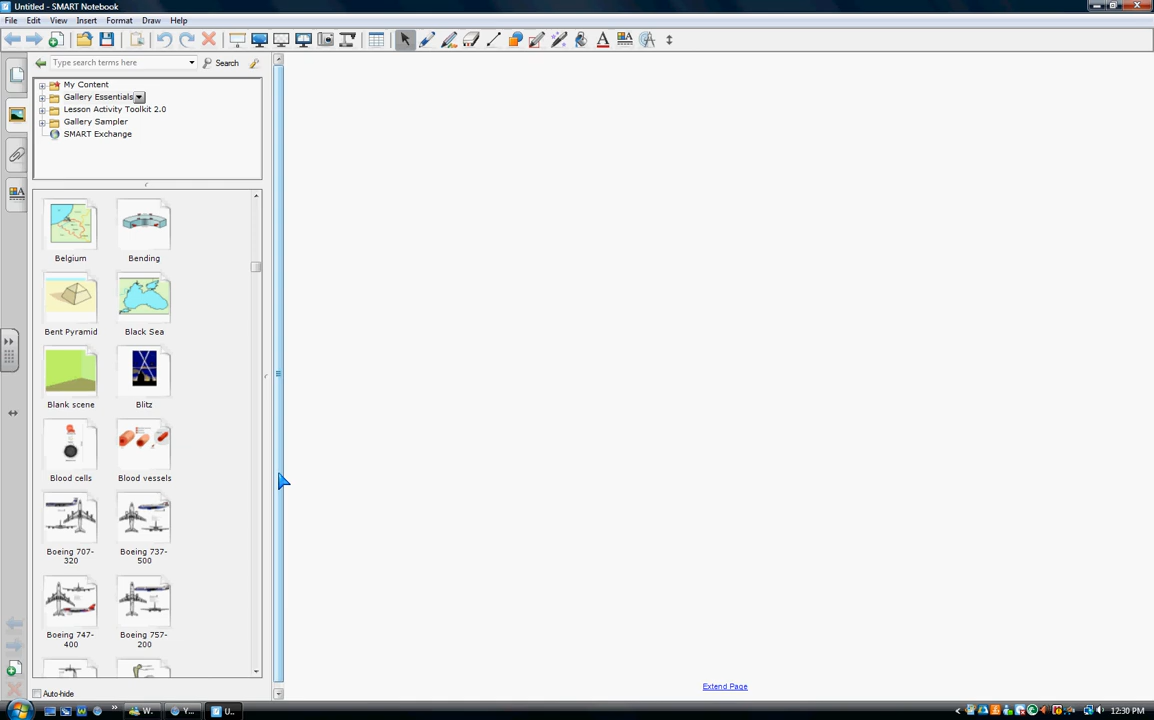 Untitled - SMART Notebook
File Edit View Insert Format Draw Help
Type search terms here
Search
My Content
Gallery Essentials
Lesson Activity Toolkit 2.0
Gallery Sampler
SMART Exchange
Belgium Bending
Bent Pyramid Black Sea
Blank scene Blitz
Blood cells Blood vessels
Boeing 707-
320
Boeing 737-
500
Boeing 747-
400
Boeing 757-
200
Extend Page
Auto-hide
W.. Y... U... 12:30 PM